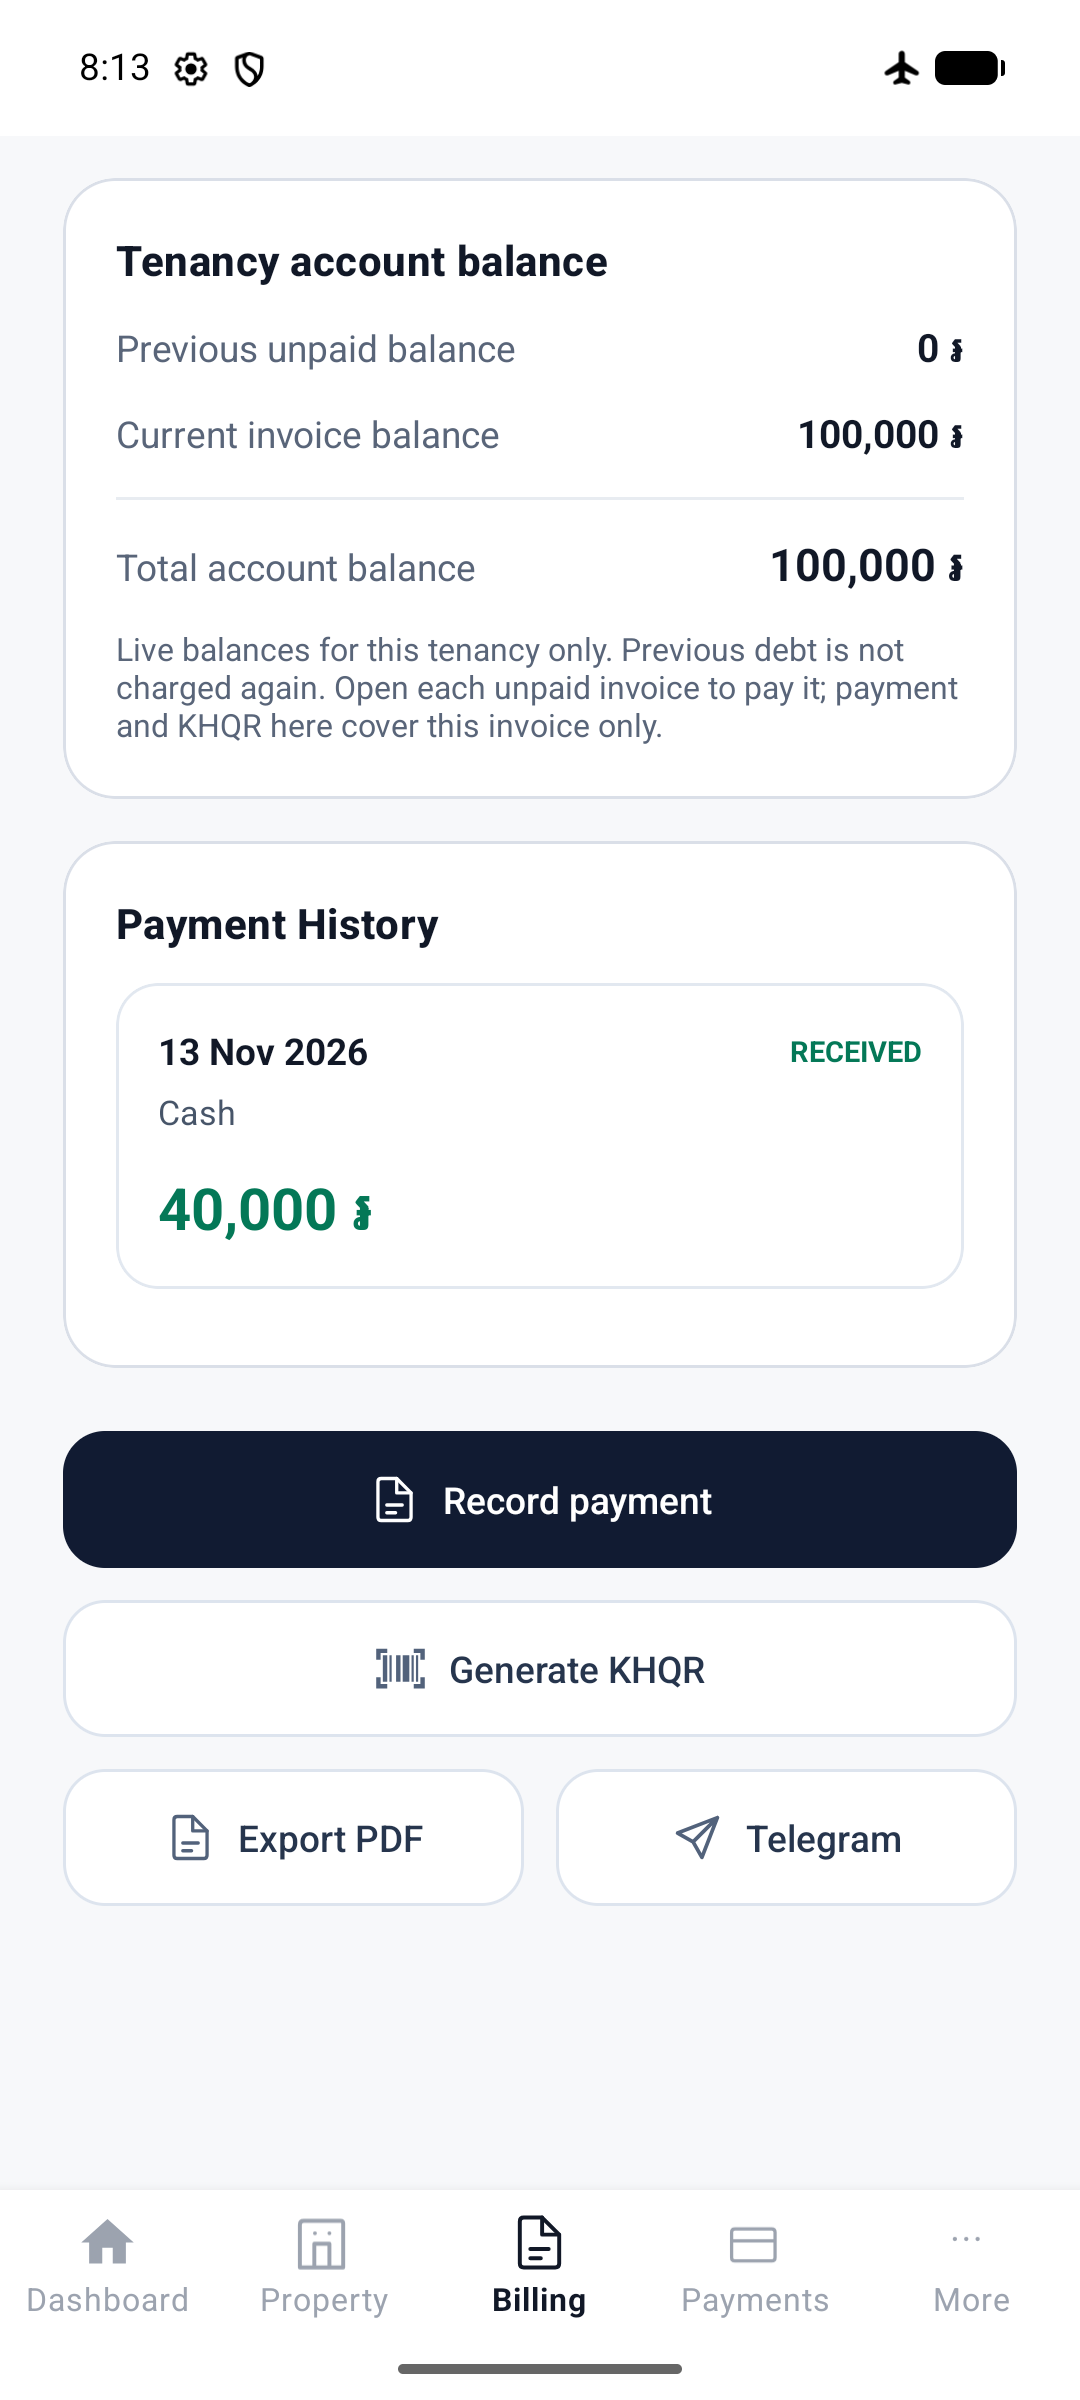 8:13
Tenancy account balance
Previous unpaid balance 0 ៛
Current invoice balance 100,000 ៛
Total account balance 100,000 ៛
Live balances for this tenancy only. Previous debt is not
charged again. Open each unpaid invoice to pay it; payment
and KHQR here cover this invoice only.
Payment History
13 Nov 2026 RECEIVED
Cash
40,000 ៛
Record payment
Generate KHQR
Export PDF Telegram
Dashboard Property Billing Payments More